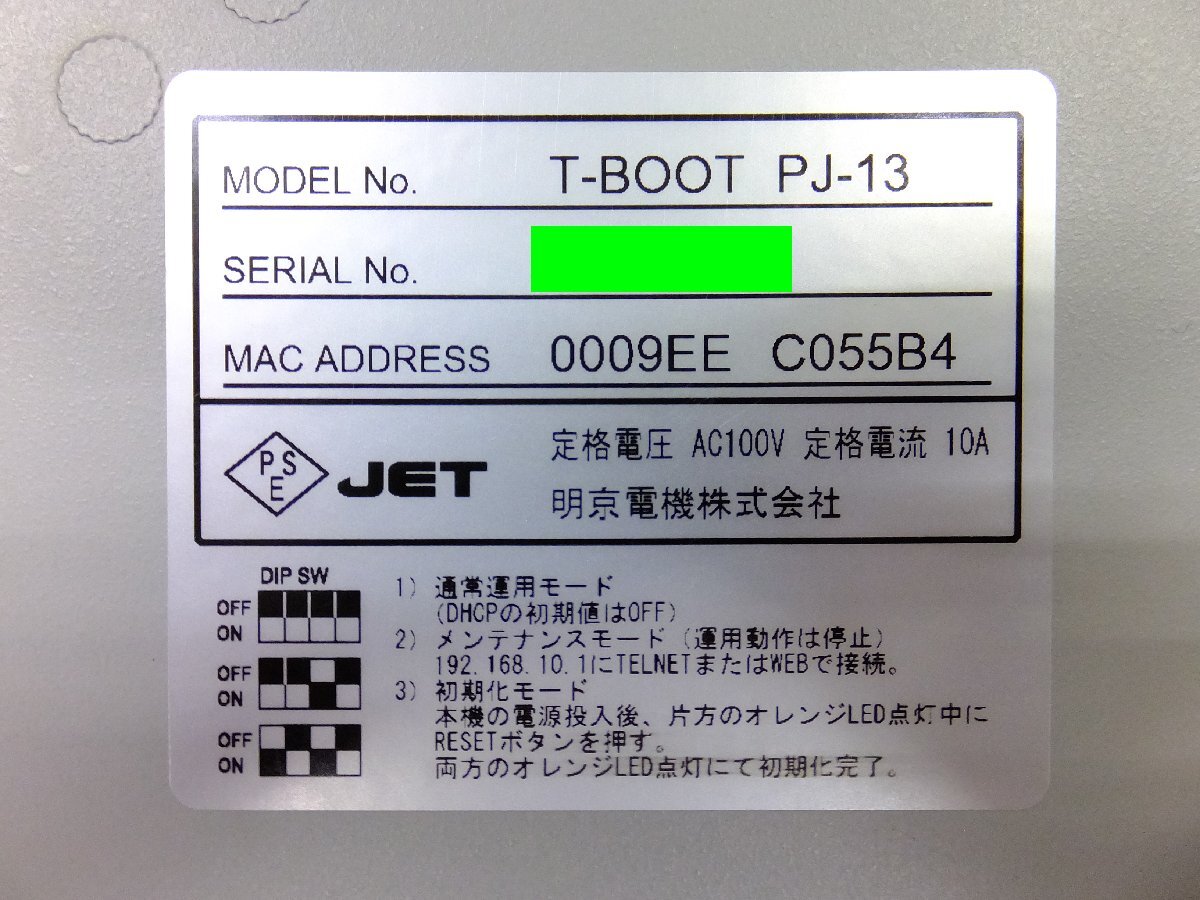 MODEL No. T-BOOT PJ-13
SERIAL No.
MAC ADDRESS 0009EE C055B4
PSE JET 定格電圧 AC100V 定格電流 10A
明京電機株式会社
DIP SW
OFF
ON
1) 通常運用モード
(DHCPの初期値はOFF)
OFF
ON
2) メンテナンスモード (運用動作は停止)
192.168.10.1にTELNETまたはWEBで接続。
OFF
ON
3) 初期化モード
本機の電源投入後、片方のオレンジLED点灯中に
RESETボタンを押す。
両方のオレンジLED点灯にて初期化完了。